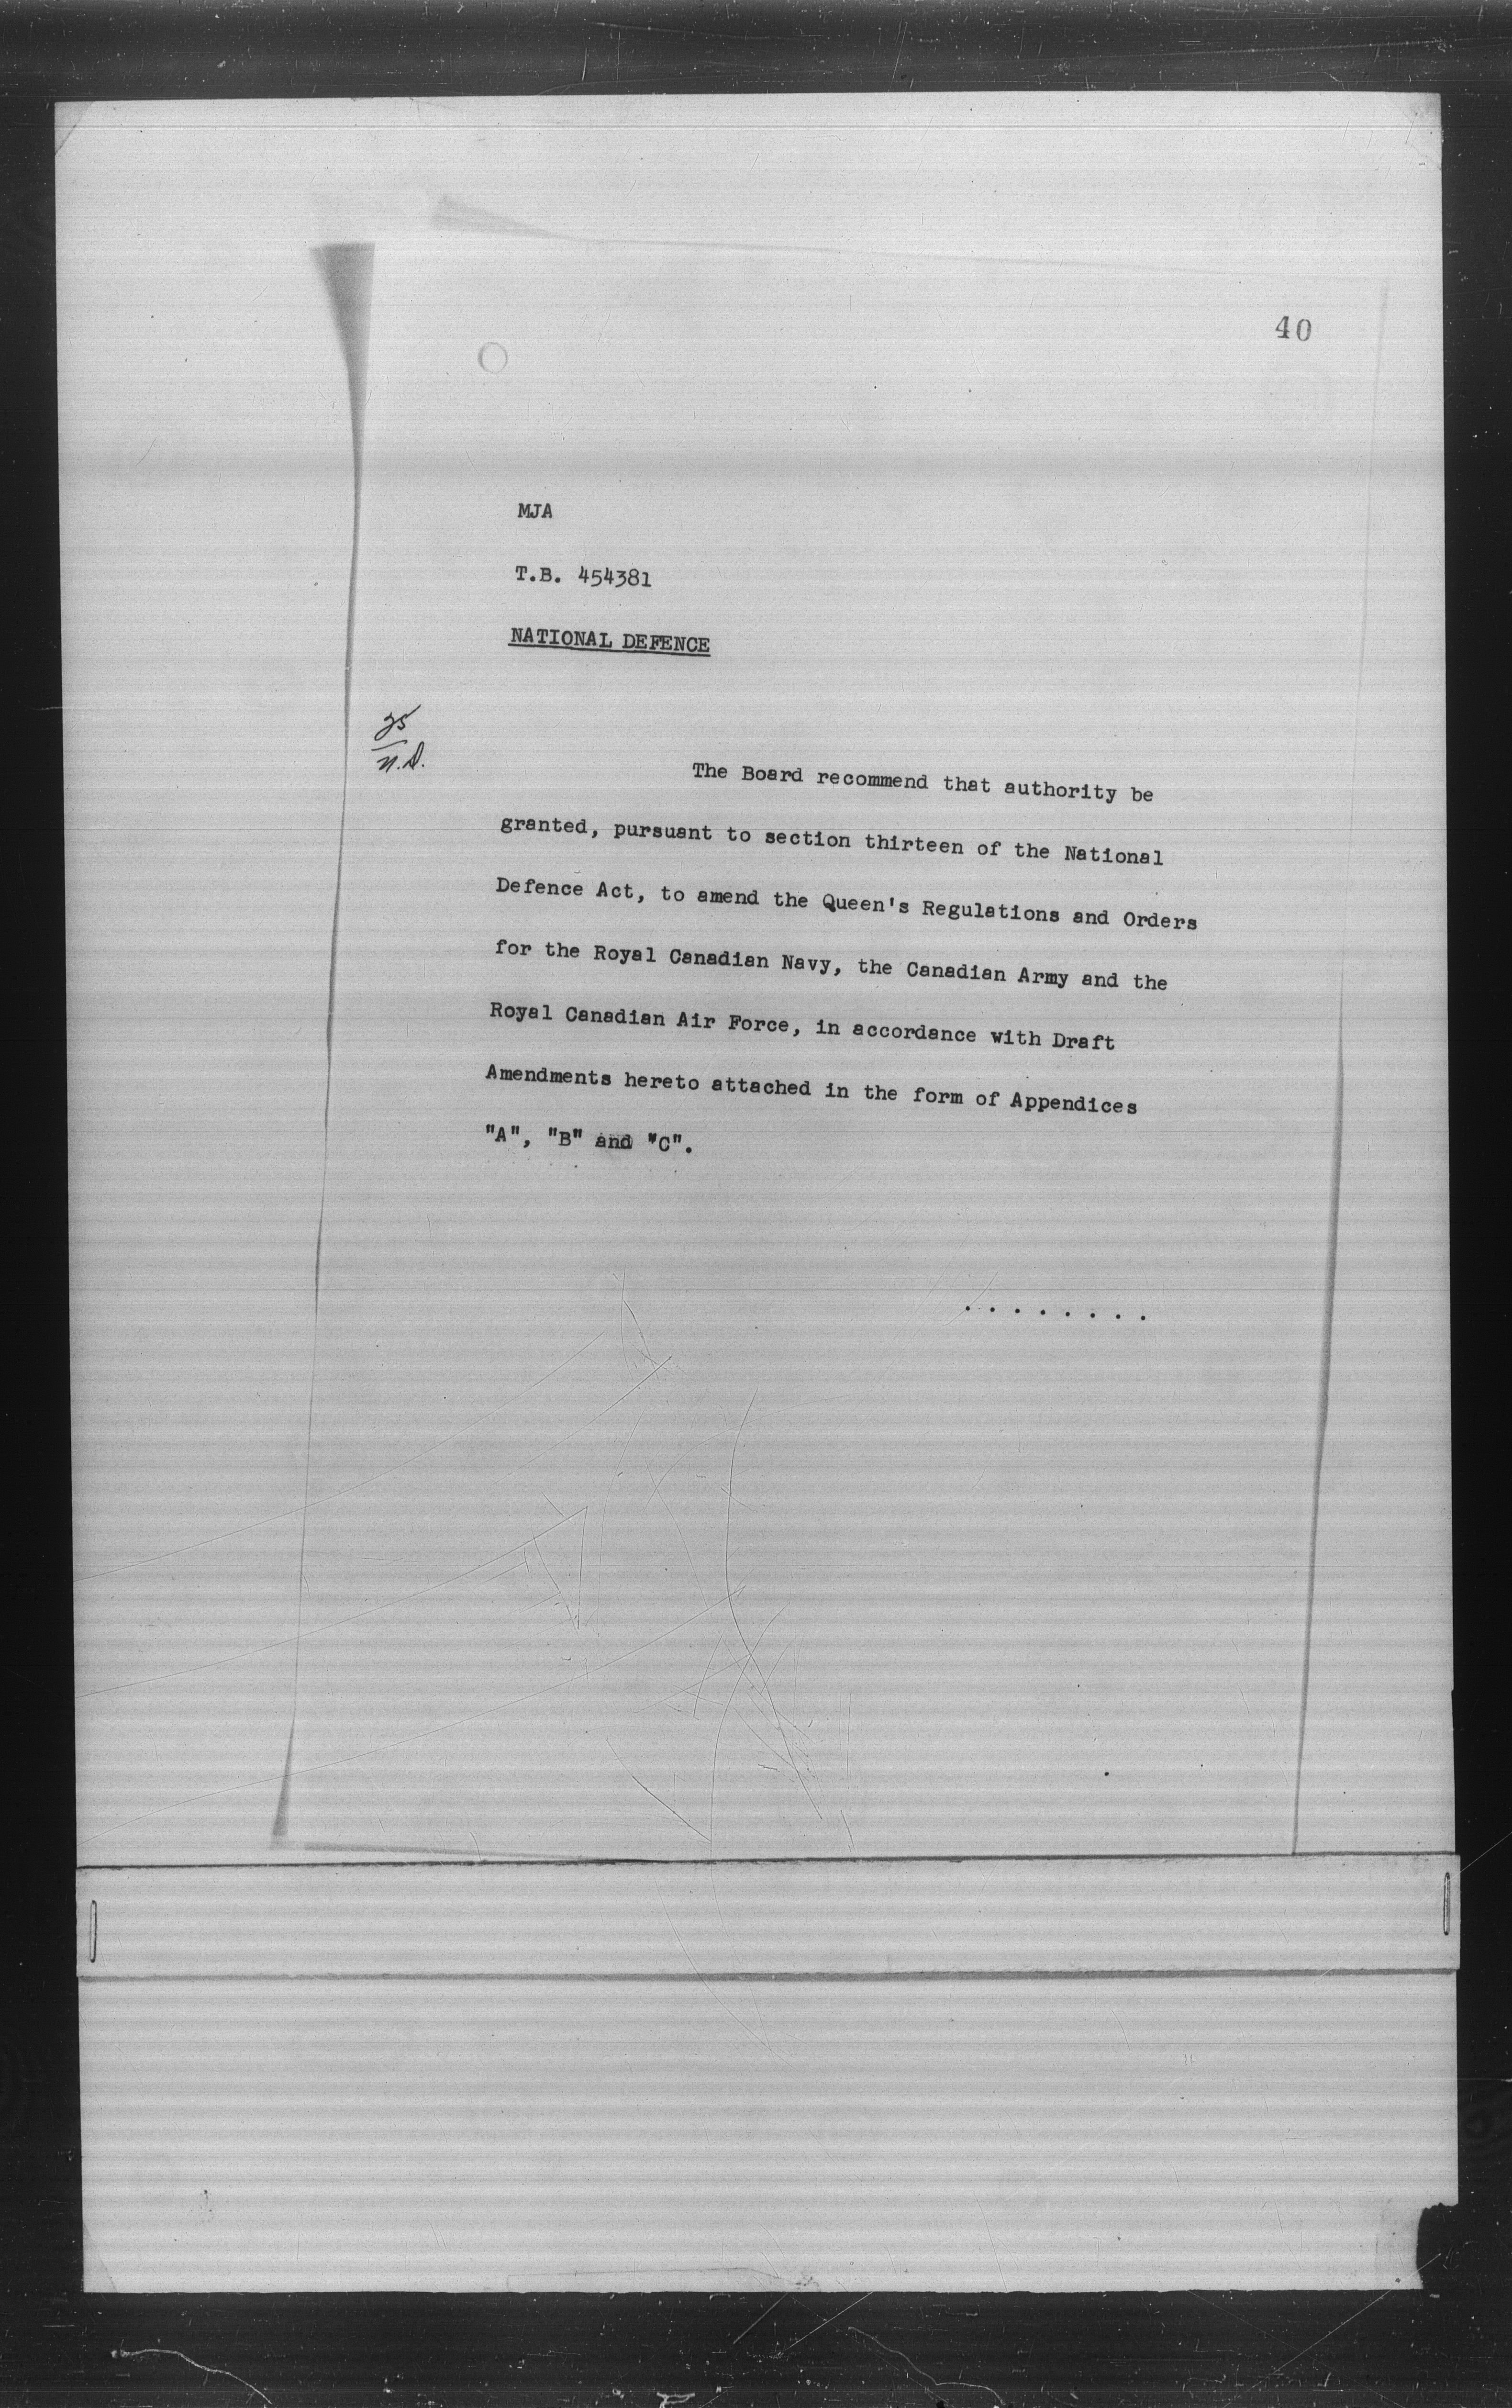 40
MJA
T.B. 454381
NATIONAL DEFENCE
N.D.
The Board recommend that authority be
granted, pursuant to section thirteen of the National
Defence Act, to amend the Queen's Regulations and Orders
for the Royal Canadian Navy, the Canadian Army and the
Royal Canadian Air Force, in accordance with Draft
Amendments hereto attached in the form of Appendices
"A", "B" and "C".
. . . . . . . .